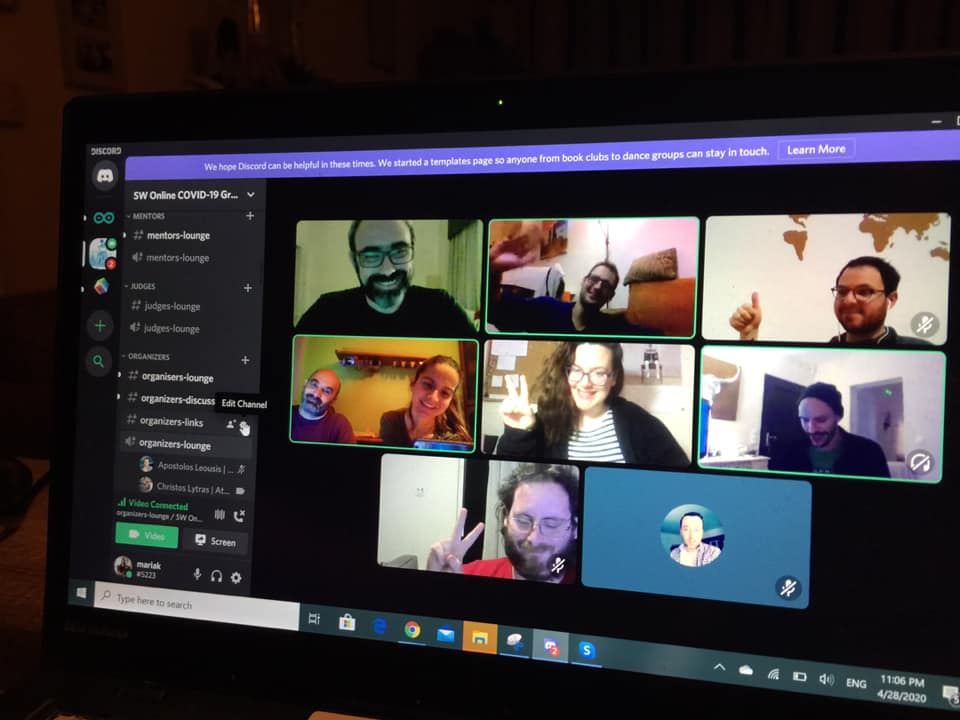 DISCORD
We hope Discord can be helpful in these times. We started a templates page so anyone from book clubs to dance groups can stay in touch.
Learn More
SW Online COVID-19 Gr...
MENTORS
mentors-lounge
mentors-lounge
JUDGES
judges-lounge
judges-lounge
ORGANIZERS
organisers-lounge
organizers-discuss
Edit Channel
organizers-links
organizers-lounge
Apostolos Leousis | ...
Christos Lytras | At...
Video Connected
organizers-lounge / SW On...
Video
Screen
mariak
#5223
Type here to search
ENG
11:06 PM
4/28/2020